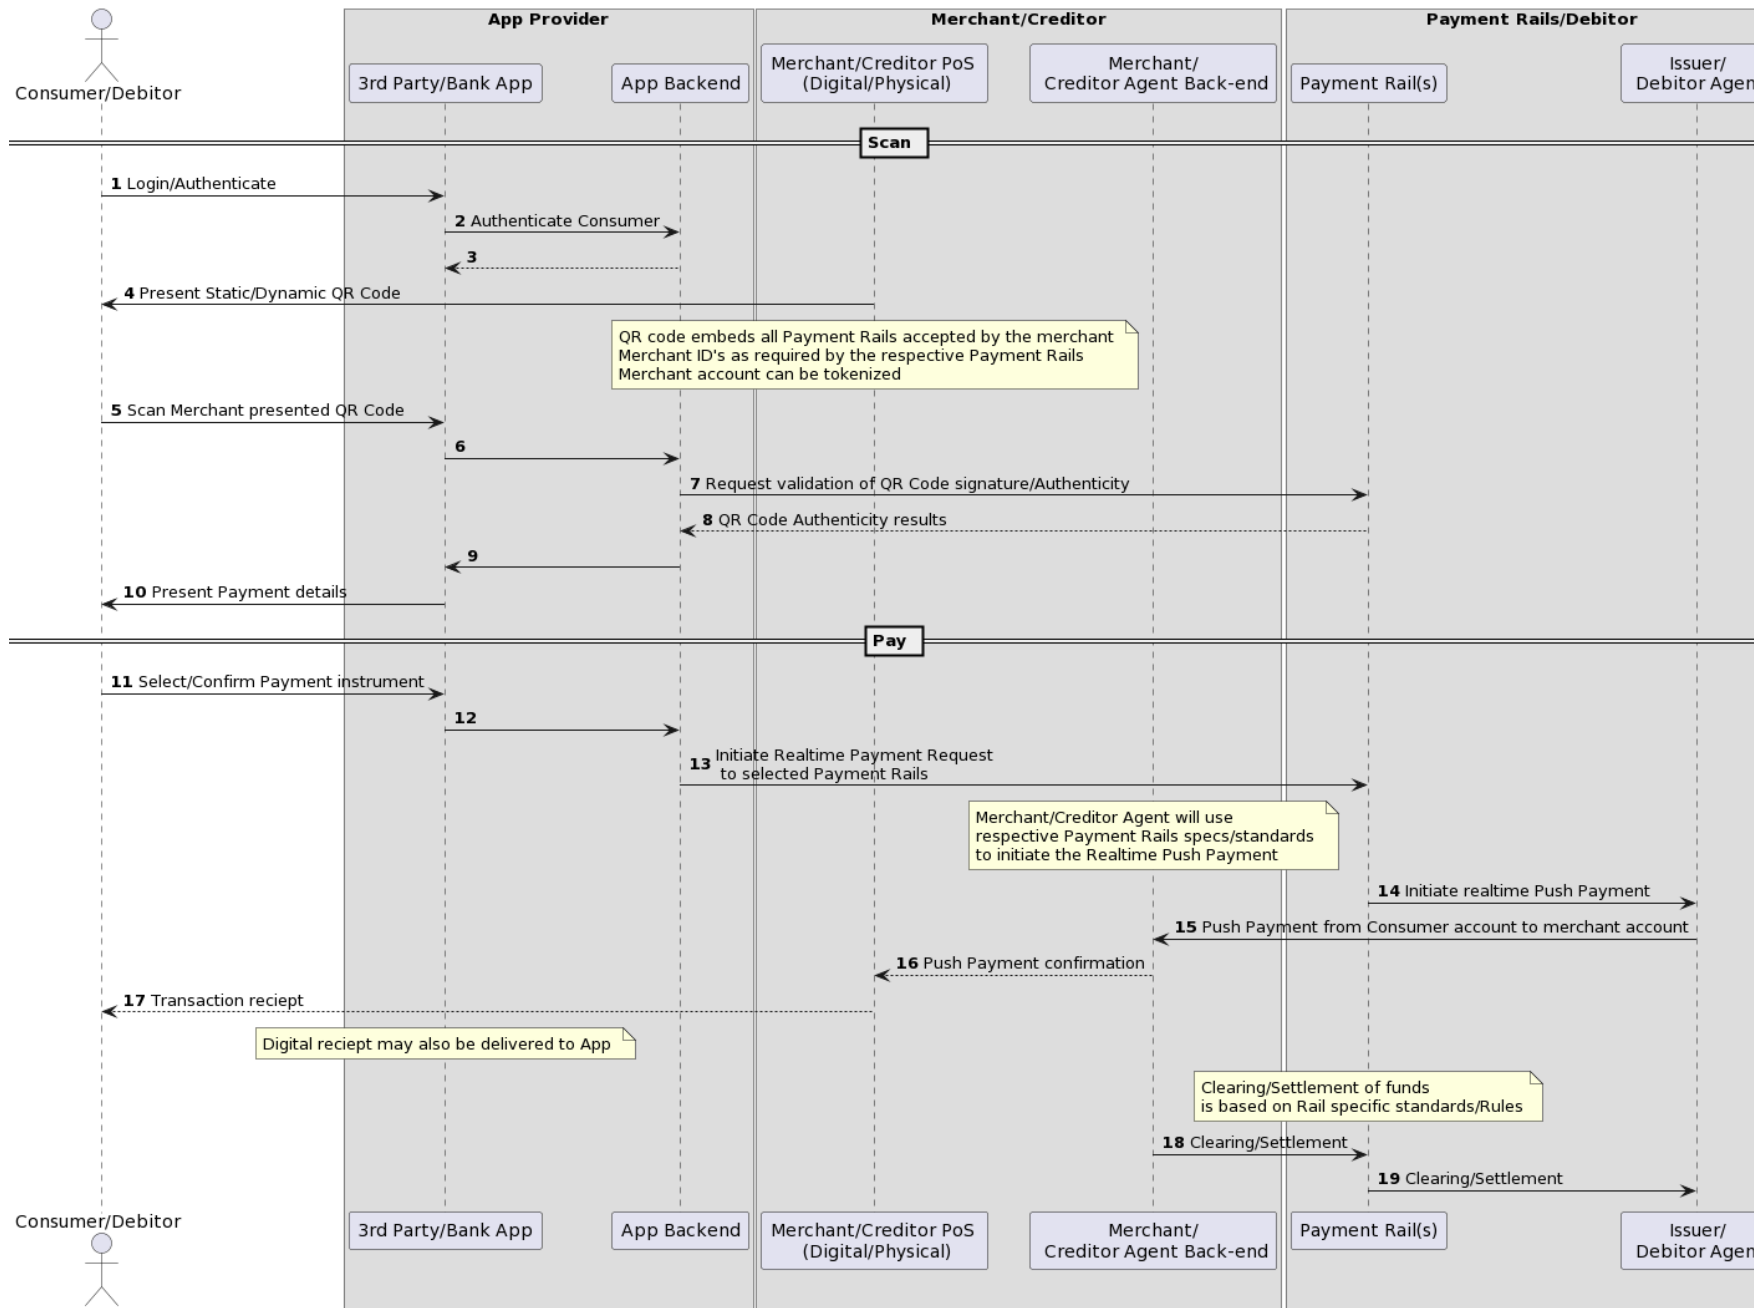 App Provider
Merchant/Creditor
Payment Rails/Debitor
Consumer/Debitor
3rd Party/Bank App
App Backend
Merchant/Creditor PoS
(Digital/Physical)
Merchant/
Creditor Agent Back-end
Payment Rail(s)
Issuer/
Debitor Agen
Scan
1 Login/Authenticate
2 Authenticate Consumer
3
4 Present Static/Dynamic QR Code
QR code embeds all Payment Rails accepted by the merchant
Merchant ID's as required by the respective Payment Rails
Merchant account can be tokenized
5 Scan Merchant presented QR Code
6
7 Request validation of QR Code signature/Authenticity
8 QR Code Authenticity results
9
10 Present Payment details
Pay
11 Select/Confirm Payment instrument
12
13 Initiate Realtime Payment Request
to selected Payment Rails
Merchant/Creditor Agent will use
respective Payment Rails specs/standards
to initiate the Realtime Push Payment
14 Initiate realtime Push Payment
15 Push Payment from Consumer account to merchant account
16 Push Payment confirmation
17 Transaction reciept
Digital reciept may also be delivered to App
Clearing/Settlement of funds
is based on Rail specific standards/Rules
18 Clearing/Settlement
19 Clearing/Settlement
Consumer/Debitor
3rd Party/Bank App
App Backend
Merchant/Creditor PoS
(Digital/Physical)
Merchant/
Creditor Agent Back-end
Payment Rail(s)
Issuer/
Debitor Agen